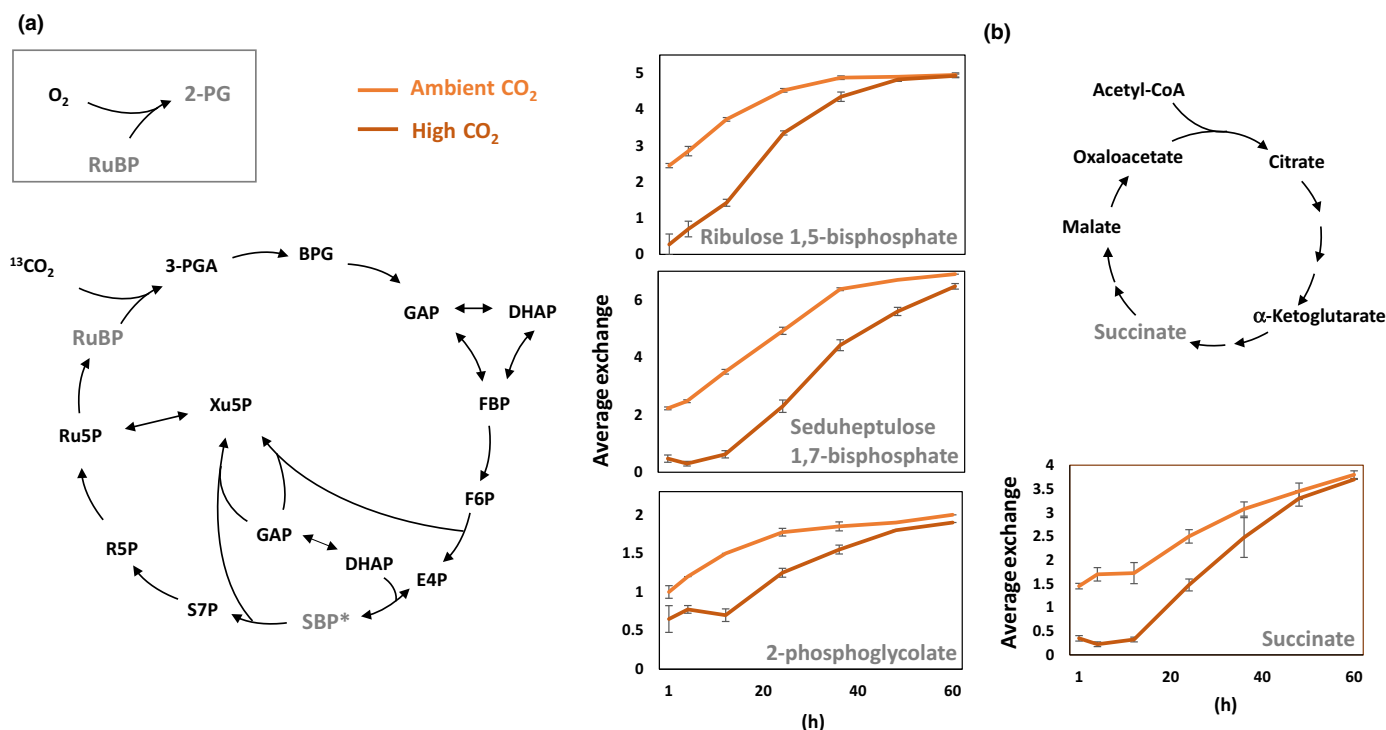 (a)
O₂
2-PG
RuBP
Ambient CO₂
High CO₂
¹³CO₂
3-PGA
BPG
GAP
DHAP
RuBP
FBP
Xu5P
Ru5P
F6P
GAP
R5P
DHAP
E4P
S7P
SBP*
Average exchange
5
4
3
2
1
0
Ribulose 1,5-bisphosphate
6
4
2
0
Seduheptulose
1,7-bisphosphate
2
1.5
1
0.5
0
2-phosphoglycolate
1
20
40
60
(h)
(b)
Acetyl-CoA
Oxaloacetate
Citrate
Malate
α-Ketoglutarate
Succinate
Average exchange
4
3.5
3
2.5
2
1.5
1
0.5
0
Succinate
1
20
40
60
(h)